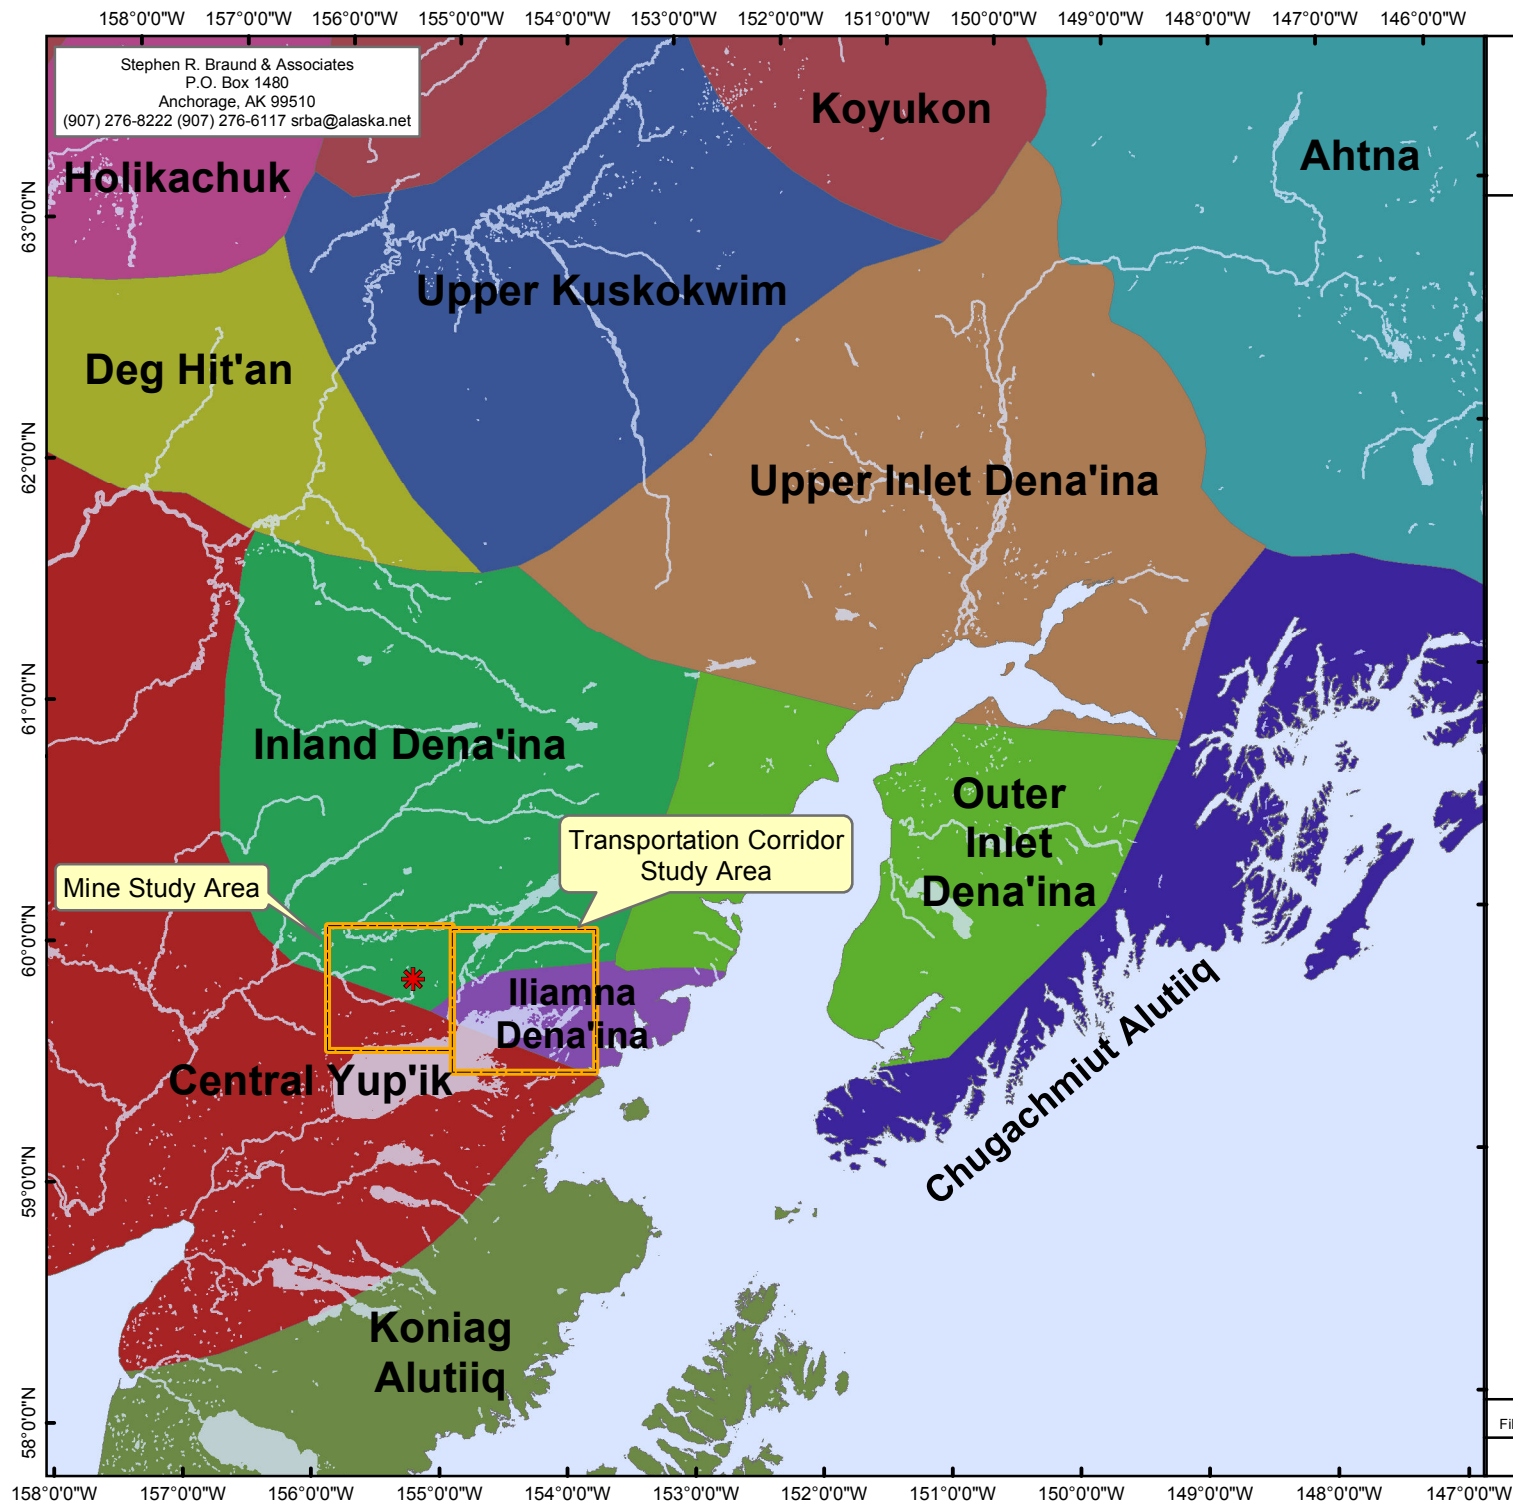 158°0'0"W 157°0'0"W 156°0'0"W 155°0'0"W 154°0'0"W 153°0'0"W 152°0'0"W 151°0'0"W 150°0'0"W 149°0'0"W 148°0'0"W 147°0'0"W 146°0'0"W
Stephen R. Braund & Associates
P.O. Box 1480
Anchorage, AK 99510
(907) 276-8222 (907) 276-6117 srba@alaska.net
Koyukon
Ahtna
Holikachuk
63°0'0"N
Upper Kuskokwim
Deg Hit'an
62°0'0"N
Upper Inlet Dena'ina
61°0'0"N
Inland Dena'ina
Outer
Inlet
Dena'ina
Transportation Corridor
Study Area
Mine Study Area
60°0'0"N
Iliamna
Dena'ina
Chugachmiut Alutiiq
Central Yup'ik
59°0'0"N
Koniag
Alutiiq
58°0'0"N
Fil
158°0'0"W 157°0'0"W 156°0'0"W 155°0'0"W 154°0'0"W 153°0'0"W 152°0'0"W 151°0'0"W 150°0'0"W 149°0'0"W 148°0'0"W 147°0'0"W